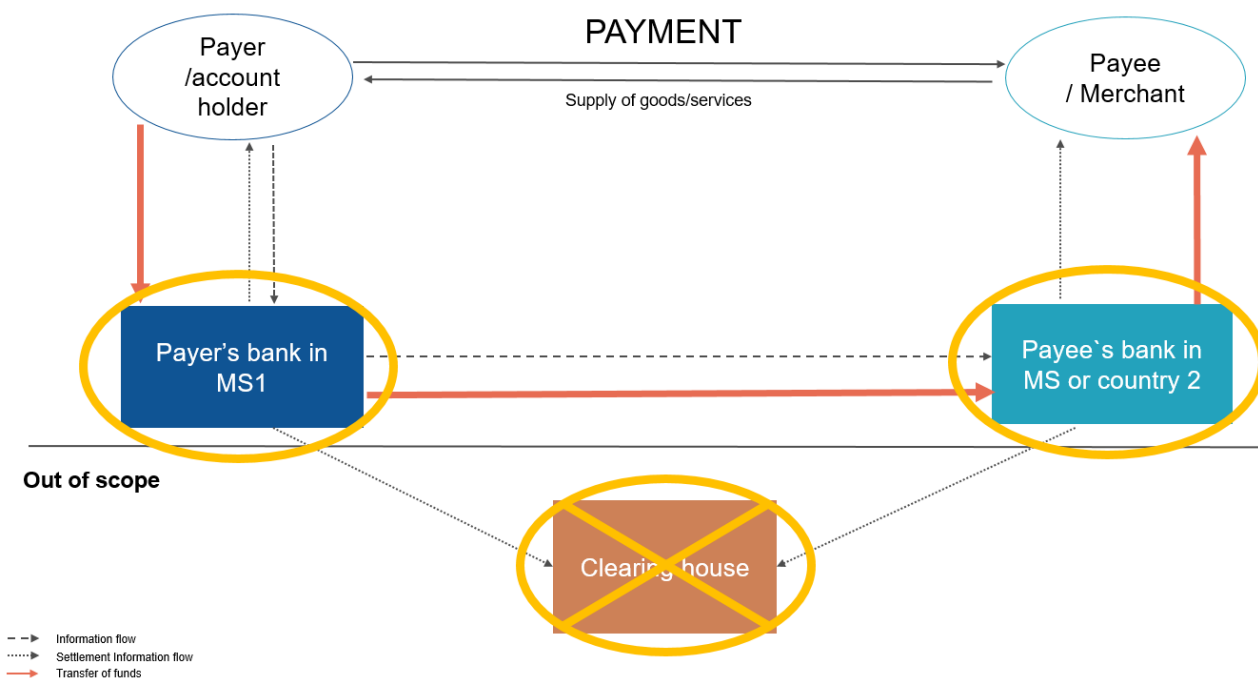 PAYMENT
Payer
/account
holder
Payee
/ Merchant
Supply of goods/services
Payer’s bank in
MS1
Payee`s bank in
MS or country 2
Out of scope
Clearing house
Information flow
Settlement Information flow
Transfer of funds